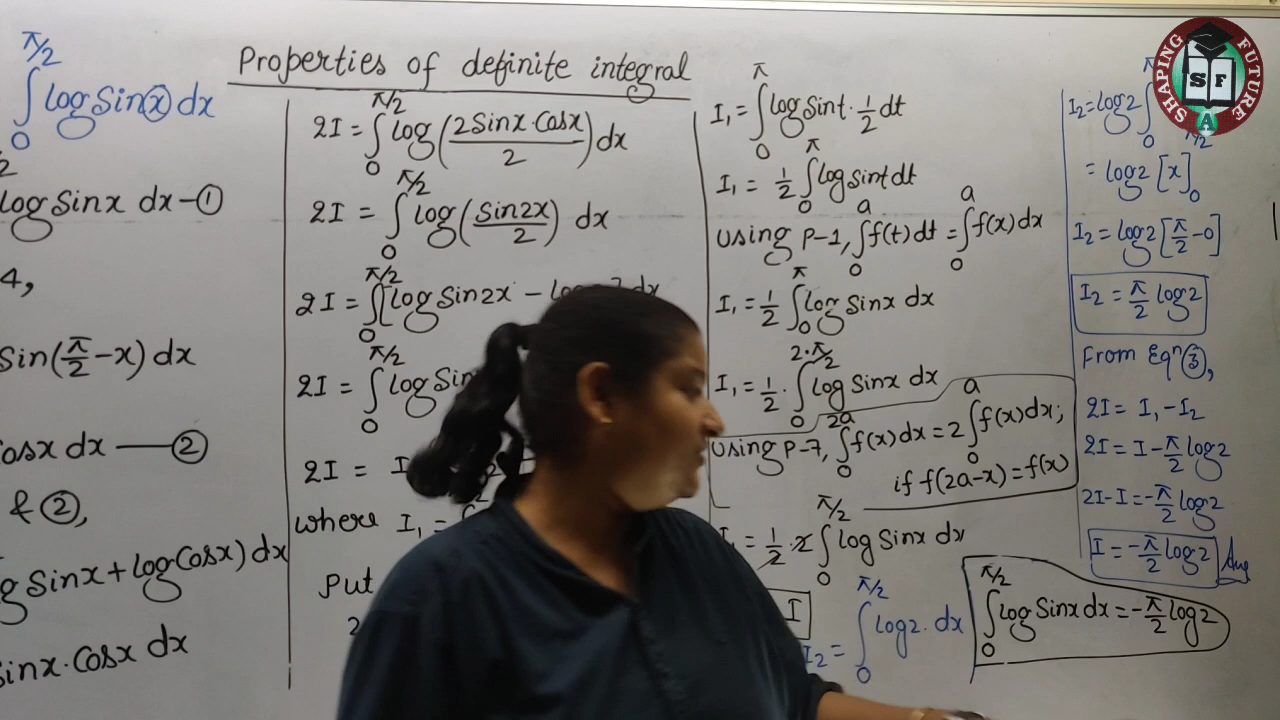 Properties of definite integral
∫₀^(π/2) log Sin x dx
log Sin x dx — ①
4,
Sin(π/2 - x) dx
Cosx dx — ②
& ②,
g Sinx + log Cosx) dx
Sinx · Cosx dx
2I = ∫₀^(π/2) log (2 Sinx · Cosx / 2) dx
2I = ∫₀^(π/2) log (Sin2x / 2) dx
2I = ∫₀^(π/2) [log Sin2x - log dx
2I = ∫₀^(π/2) log Sin
2I = I
where I₁ = ∫
Put
2
I₁ = ∫₀^π log Sint · 1/2 dt
I₁ = 1/2 ∫₀^π log Sint dt
Using P-1, ∫₀^a f(t) dt = ∫₀^a f(x) dx
I₁ = 1/2 ∫₀^π log Sinx dx
I₁ = 1/2 · ∫₀^(2·π/2) log Sinx dx
Using P-7, ∫₀^(2a) f(x) dx = 2 ∫₀^a f(x) dx;
if f(2a-x) = f(x)
I₁ = 1/2 · 2 ∫₀^(π/2) log Sinx dx
I
I₂ = ∫₀^(π/2) log2 · dx
I₂ = log2 ∫₀
= log2 [x]₀^(π/2)
I₂ = log2 [π/2 - 0]
I₂ = π/2 log2
From Eqⁿ ③,
2I = I₁ - I₂
2I = I - π/2 log2
2I - I = -π/2 log2
I = -π/2 log2 Ans
∫₀^(π/2) log Sinx dx = -π/2 log2
SHAPING FUTURE
SF
A